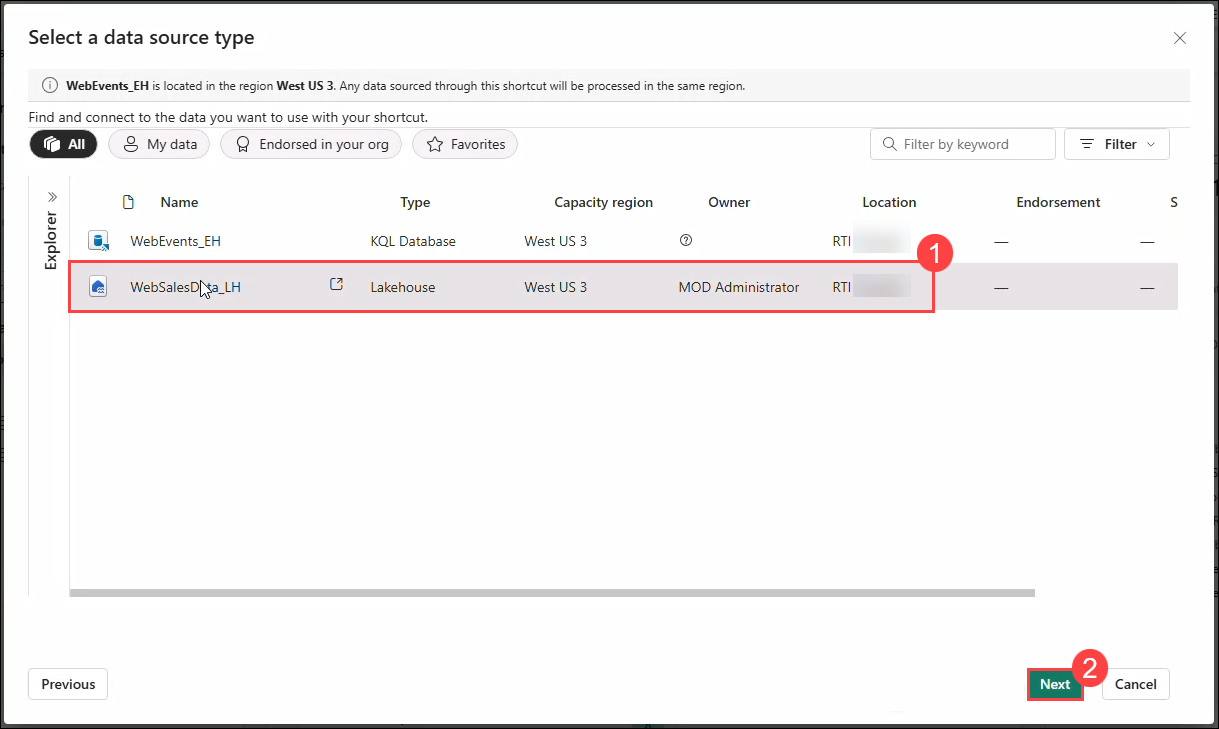 Select a data source type
WebEvents_EH is located in the region West US 3. Any data sourced through this shortcut will be processed in the same region.
Find and connect to the data you want to use with your shortcut.
All My data Endorsed in your org Favorites Filter by keyword Filter
Explorer
Name Type Capacity region Owner Location Endorsement S
WebEvents_EH KQL Database West US 3 RTI — —
1
WebSalesData_LH Lakehouse West US 3 MOD Administrator RTI — —
2
Previous Next Cancel